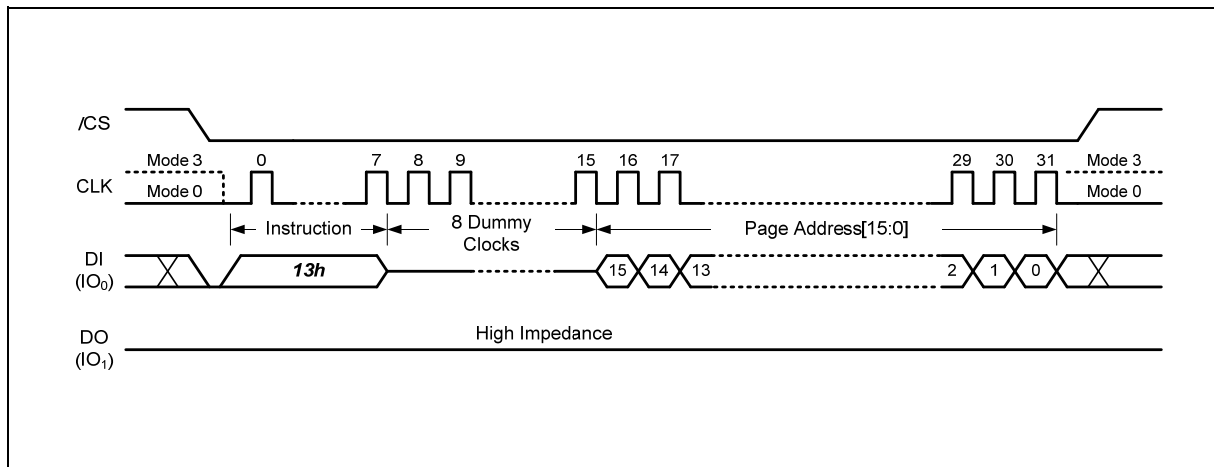 /CS
Mode 3 0 7 8 9 15 16 17 29 30 31 Mode 3
CLK
Mode 0 Mode 0
Instruction 8 Dummy Clocks Page Address[15:0]
DI
(IO0)
13h 15 14 13 2 1 0
High Impedance
DO
(IO1)